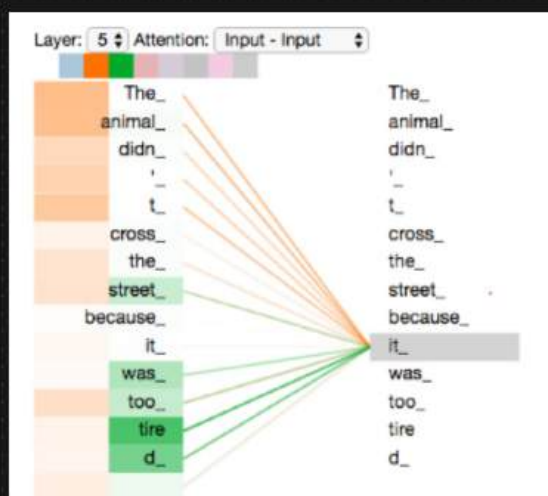 Layer: 5 Attention: Input - Input
The_ The_
animal_ animal_
didn_ didn_
'_ '_
t_ t_
cross_ cross_
the_ the_
street_ street_
because_ because_
it_ it_
was_ was_
too_ too_
tire tire
d_ d_